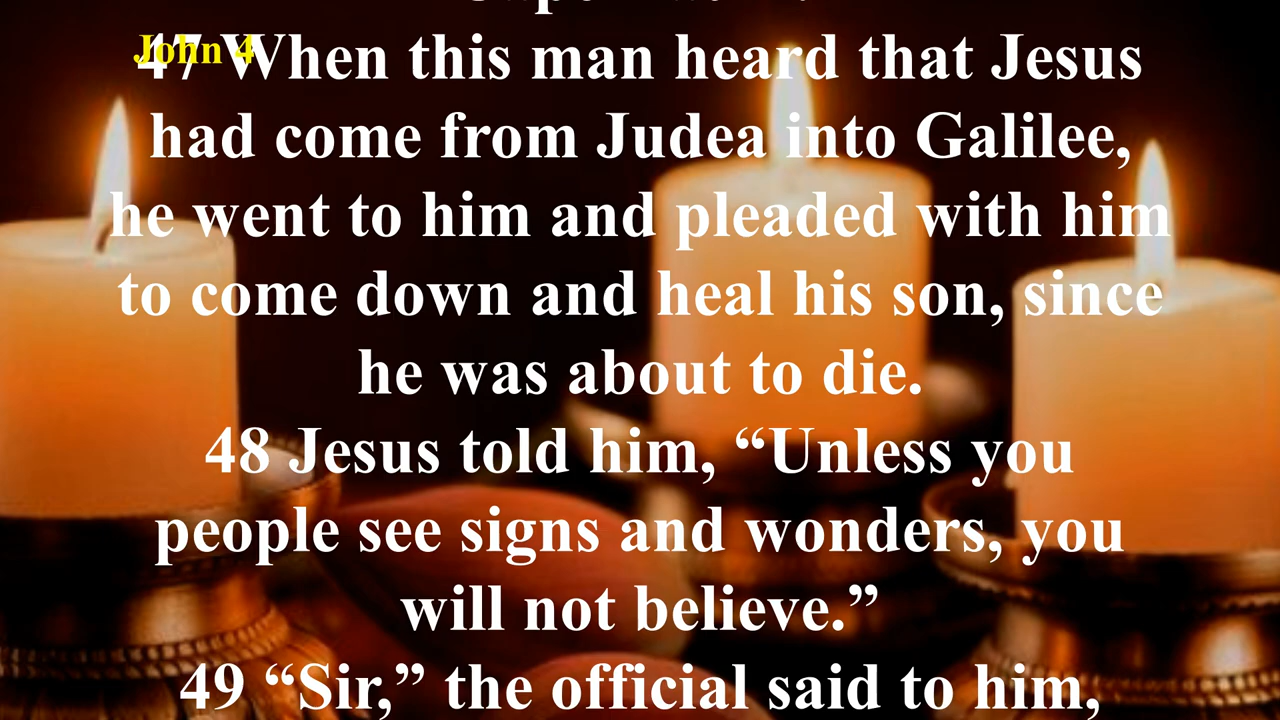 John 4
47 When this man heard that Jesus
had come from Judea into Galilee,
he went to him and pleaded with him
to come down and heal his son, since
he was about to die.
48 Jesus told him, “Unless you
people see signs and wonders, you
will not believe.”
49 “Sir,” the official said to him,